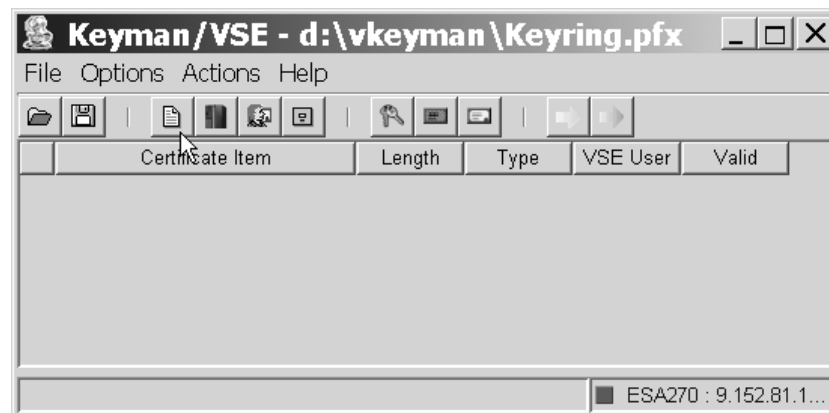 Keyman/VSE - d:\vkeyman\Keyring.pfx
File Options Actions Help
Certificate Item Length Type VSE User Valid
ESA270 : 9.152.81.1...